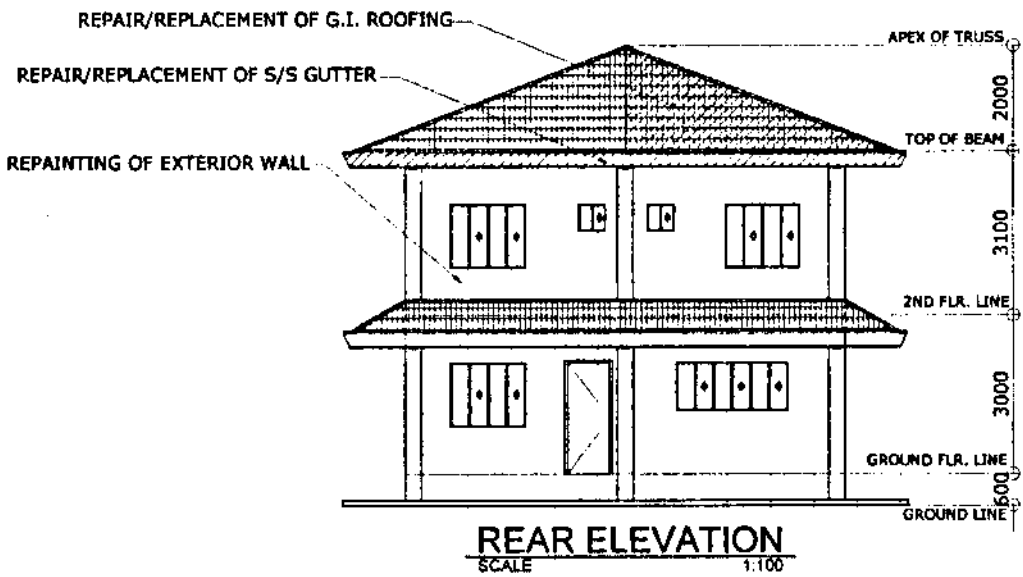 REPAIR/REPLACEMENT OF G.I. ROOFING
APEX OF TRUSS
REPAIR/REPLACEMENT OF S/S GUTTER
2000
TOP OF BEAM
REPAINTING OF EXTERIOR WALL
3100
2ND FLR. LINE
3000
GROUND FLR. LINE
600
GROUND LINE
REAR ELEVATION
SCALE 1:100